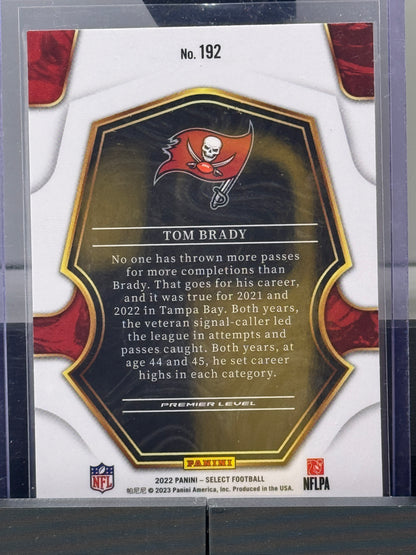 No. 192
TOM BRADY
No one has thrown more passes
for more completions than
Brady. That goes for his career,
and it was true for 2021 and
2022 in Tampa Bay. Both years,
the veteran signal-caller led
the league in attempts and
passes caught. Both years, at
age 44 and 45, he set career
highs in each category.
PREMIER LEVEL
PANINI
NFL
NFLPA
2022 PANINI – SELECT FOOTBALL
帕尼尼 © 2023 Panini America, Inc. Produced in the USA.